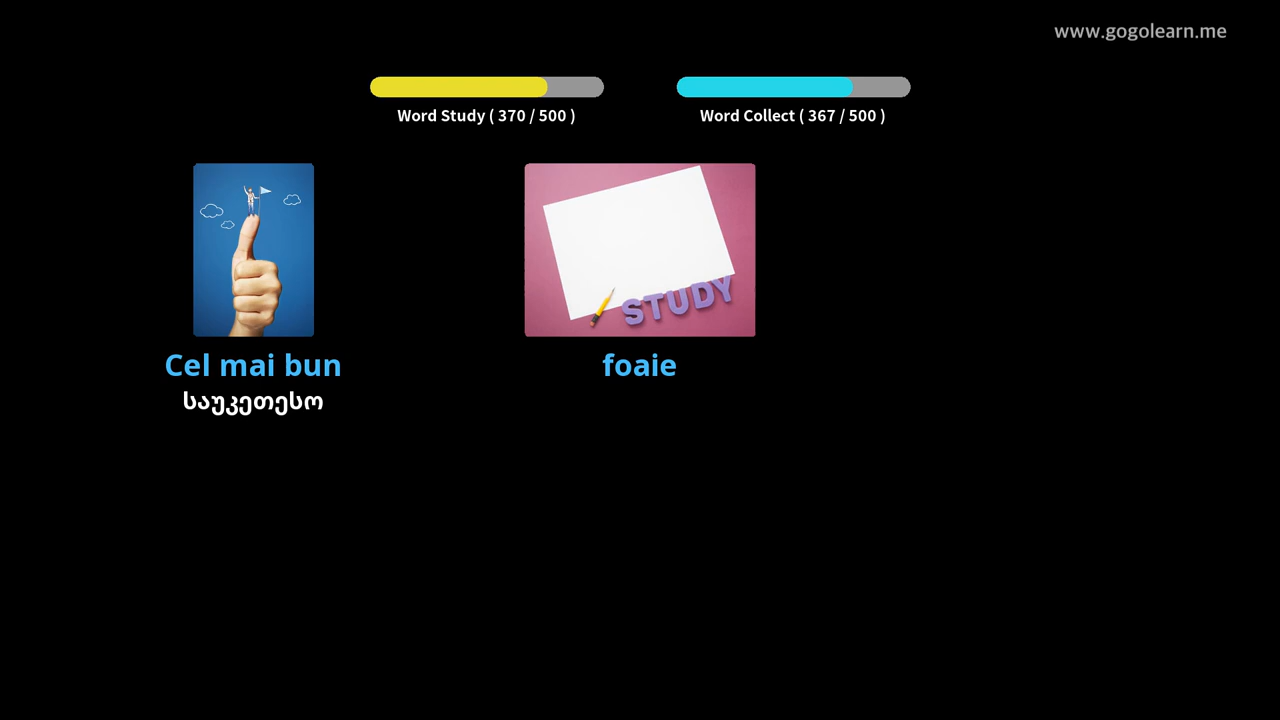 www.gogolearn.me
Word Study ( 370 / 500 )
Word Collect ( 367 / 500 )
STUDY
Cel mai bun
foaie
საუკეთესო